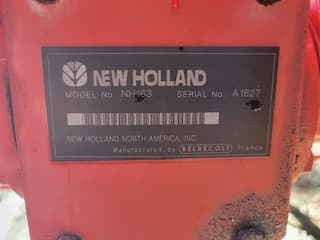 NEW HOLLAND
MODEL No NH163 SERIAL No. A1827
NEW HOLLAND NORTH AMERICA, INC.
Manufactured by BELRECOLT France